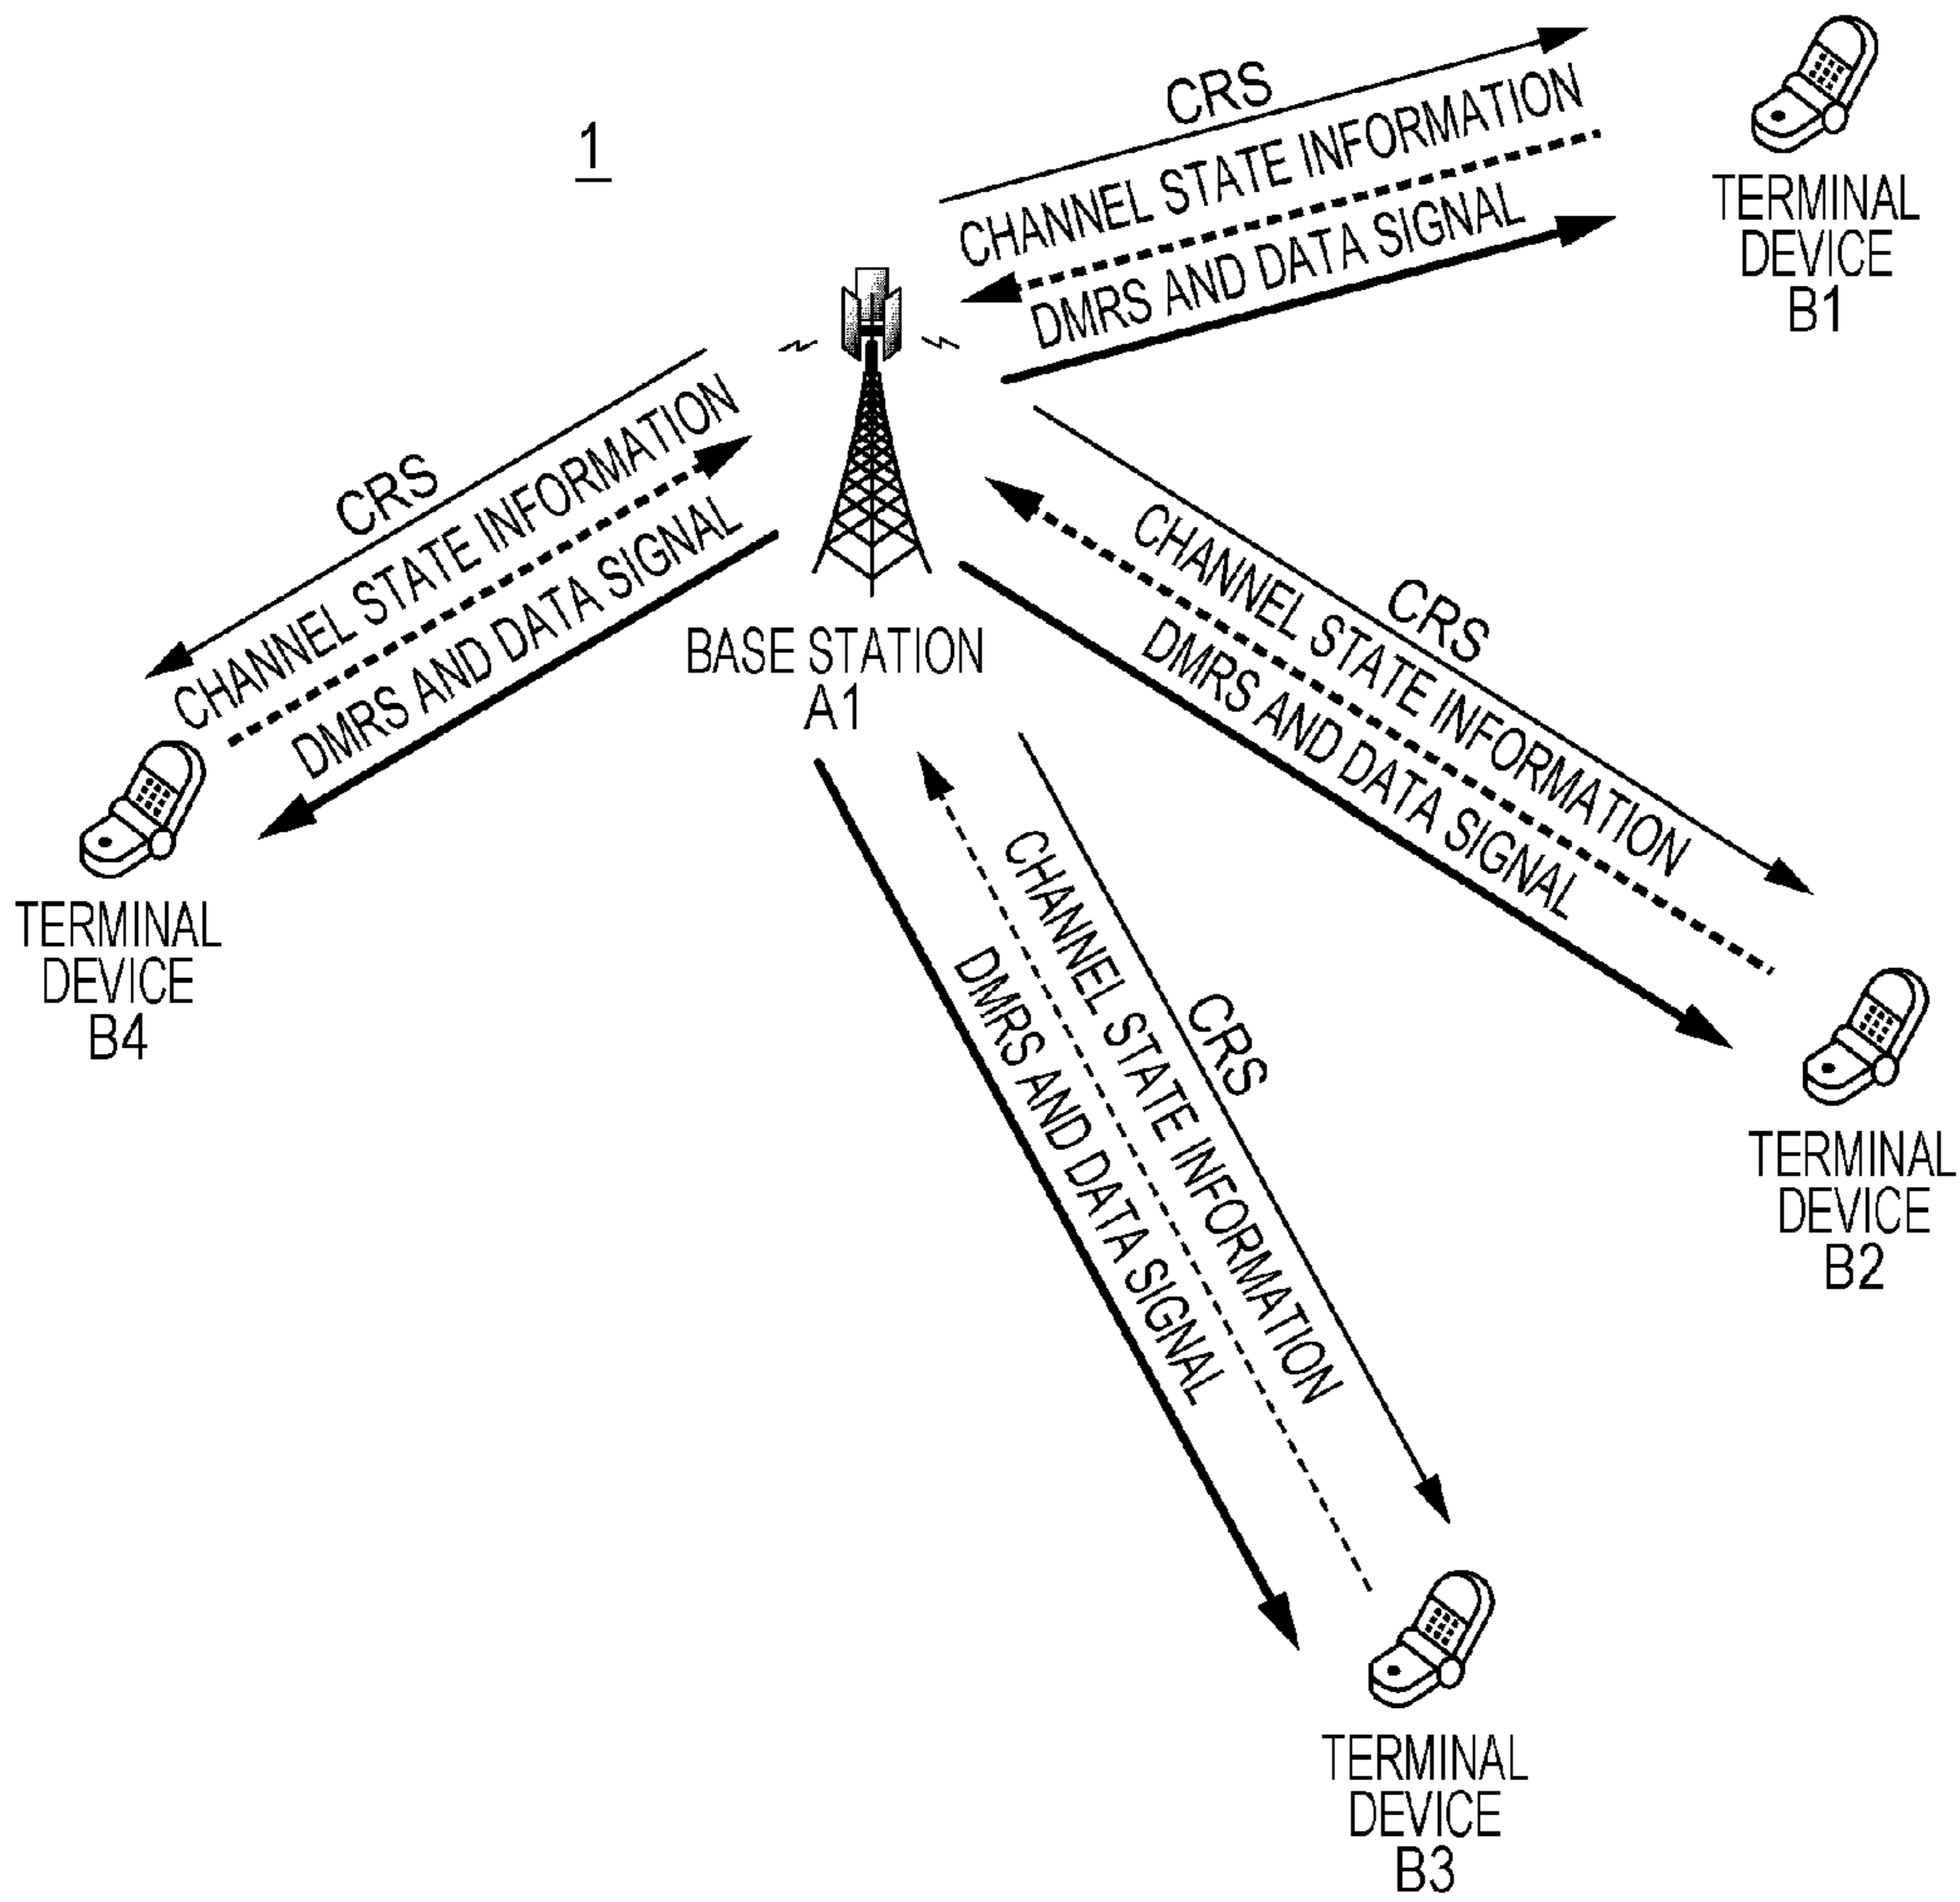 1
CRS
CHANNEL STATE INFORMATION
DMRS AND DATA SIGNAL
TERMINAL
DEVICE
B1
CRS
CHANNEL STATE INFORMATION
DMRS AND DATA SIGNAL
BASE STATION
A1
CRS
CHANNEL STATE INFORMATION
DMRS AND DATA SIGNAL
TERMINAL
DEVICE
B4
TERMINAL
DEVICE
B2
CRS
CHANNEL STATE INFORMATION
DMRS AND DATA SIGNAL
TERMINAL
DEVICE
B3